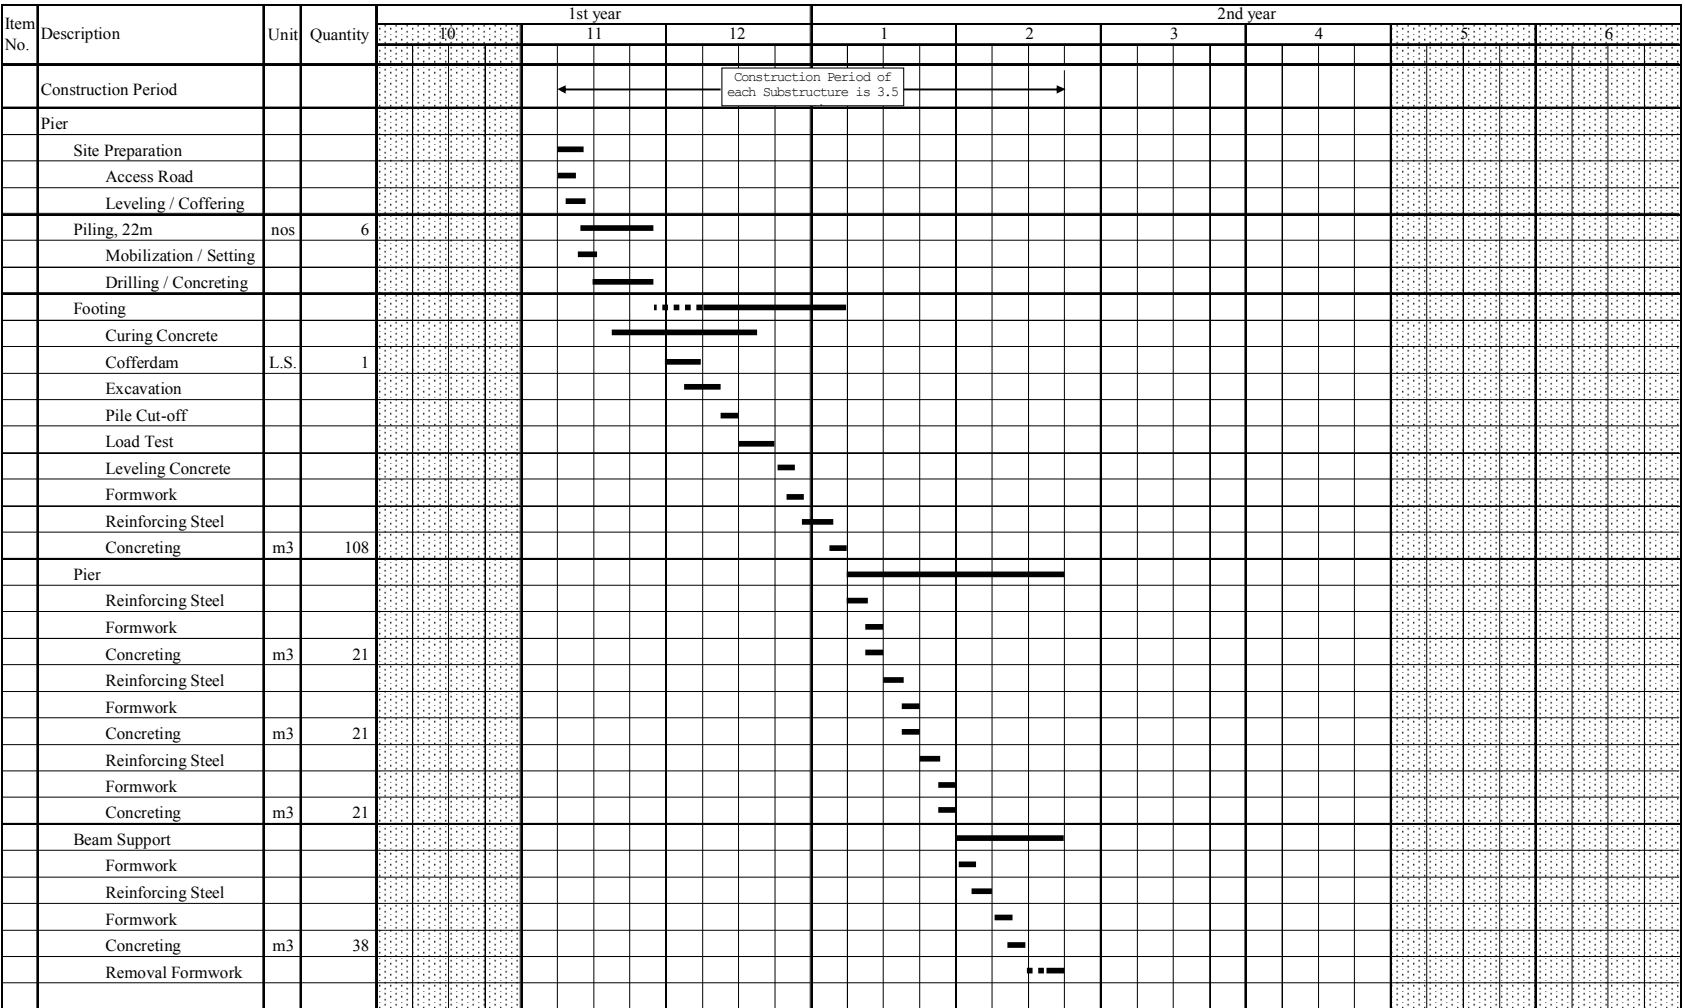 1st year 2nd year
Item No. Description Unit Quantity 10 11 12 1 2 3 4 5 6
Construction Period
Construction Period of
each Substructure is 3.5
Pier
Site Preparation
Access Road
Leveling / Coffering
Piling, 22m nos 6
Mobilization / Setting
Drilling / Concreting
Footing
Curing Concrete
Cofferdam L.S. 1
Excavation
Pile Cut-off
Load Test
Leveling Concrete
Formwork
Reinforcing Steel
Concreting m3 108
Pier
Reinforcing Steel
Formwork
Concreting m3 21
Reinforcing Steel
Formwork
Concreting m3 21
Reinforcing Steel
Formwork
Concreting m3 21
Beam Support
Formwork
Reinforcing Steel
Formwork
Concreting m3 38
Removal Formwork